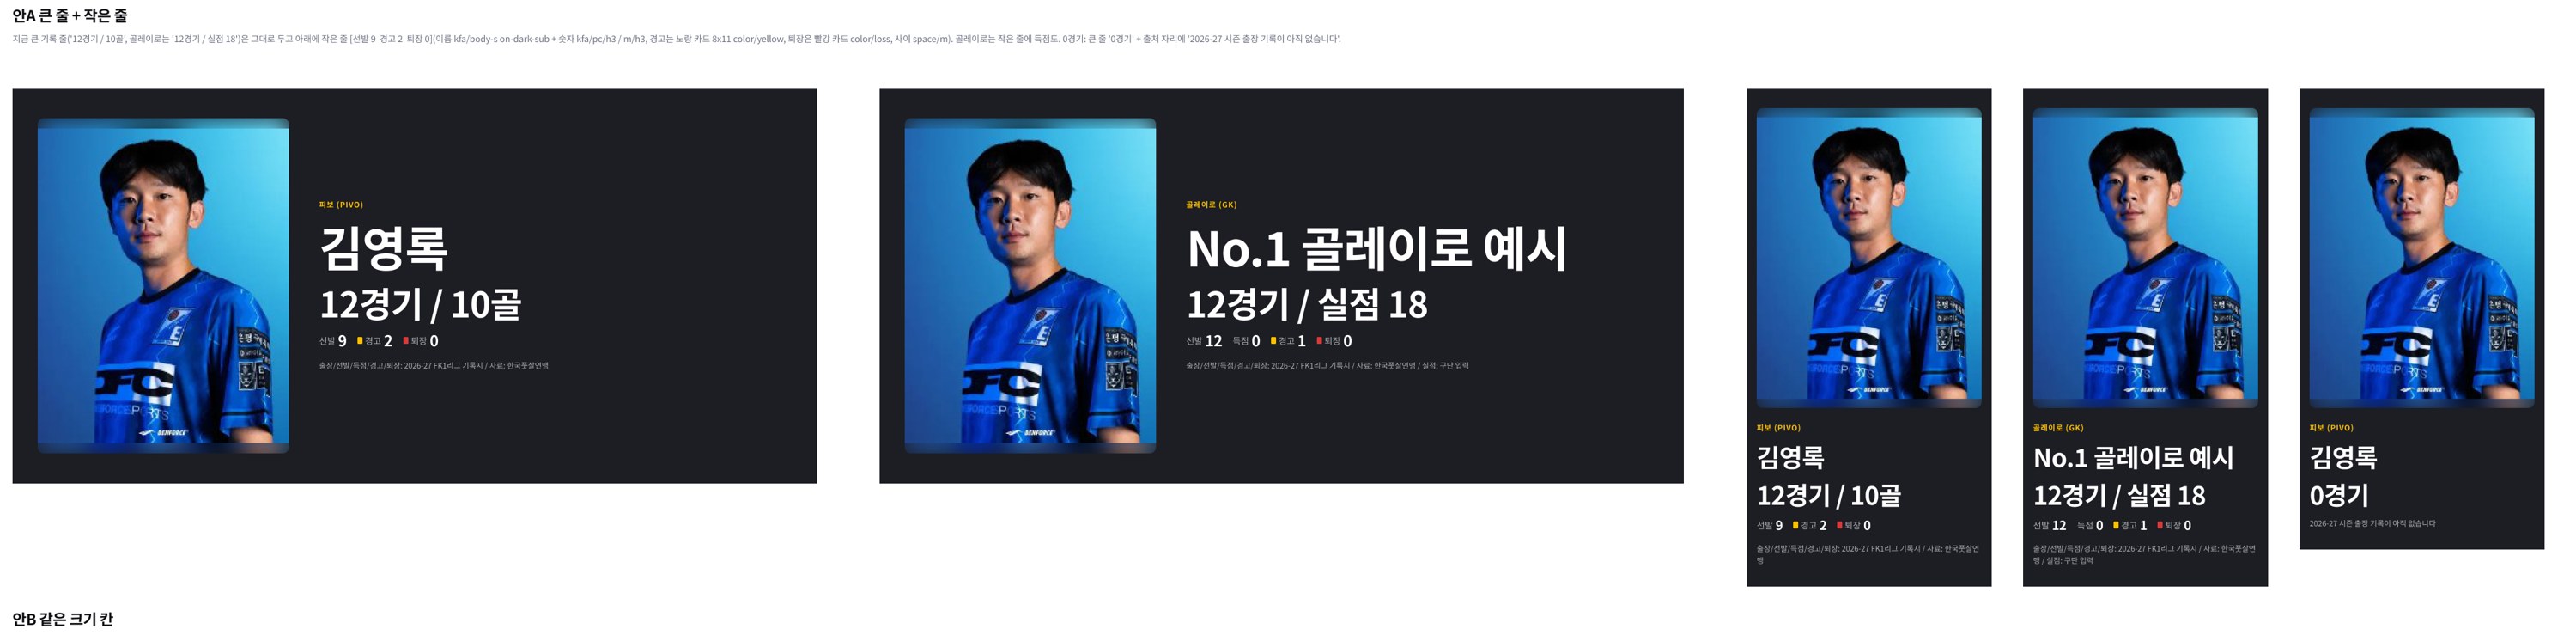 안A 큰 줄 + 작은 줄
지금 큰 기록 줄('12경기 / 10골', 골레이로는 '12경기 / 실점 18')은 그대로 두고 아래에 작은 줄 [선발 9 경고 2 퇴장 0](이름 kfa/body-s on-dark-sub + 숫자 kfa/pc/h3 / m/h3, 경고는 노랑 카드 8x11 color/yellow, 퇴장은 빨강 카드 color/loss, 사이 space/m). 골레이로는 작은 줄에 득점도. 0경기: 큰 줄 '0경기' + 출처 자리에 '2026-27 시즌 출장 기록이 아직 없습니다'.
피보 (PIVO)
김영록
12경기 / 10골
선발 9 경고 2 퇴장 0
출장/선발/득점/경고/퇴장: 2026-27 FK1리그 기록지 / 자료: 한국풋살연맹
E
FC
BENFORCE
골레이로 (GK)
No.1 골레이로 예시
12경기 / 실점 18
선발 12 득점 0 경고 1 퇴장 0
출장/선발/득점/경고/퇴장: 2026-27 FK1리그 기록지 / 자료: 한국풋살연맹 / 실점: 구단 입력
E
FC
BENFORCE
피보 (PIVO)
김영록
12경기 / 10골
선발 9 경고 2 퇴장 0
출장/선발/득점/경고/퇴장: 2026-27 FK1리그 기록지 / 자료: 한국풋살연
맹
E
FC
BENFORCE
골레이로 (GK)
No.1 골레이로 예시
12경기 / 실점 18
선발 12 득점 0 경고 1 퇴장 0
출장/선발/득점/경고/퇴장: 2026-27 FK1리그 기록지 / 자료: 한국풋살연
맹 / 실점: 구단 입력
E
FC
BENFORCE
피보 (PIVO)
김영록
0경기
2026-27 시즌 출장 기록이 아직 없습니다
E
FC
BENFORCE
안B 같은 크기 칸